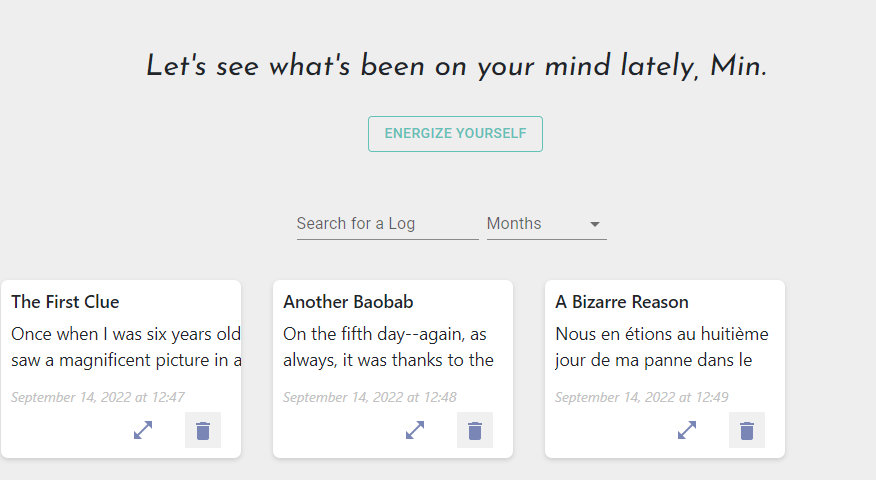 Let's see what's been on your mind lately, Min.
ENERGIZE YOURSELF
Search for a Log
Months
The First Clue
Once when I was six years old
saw a magnificent picture in a
September 14, 2022 at 12:47
Another Baobab
On the fifth day--again, as
always, it was thanks to the
September 14, 2022 at 12:48
A Bizarre Reason
Nous en étions au huitième
jour de ma panne dans le
September 14, 2022 at 12:49